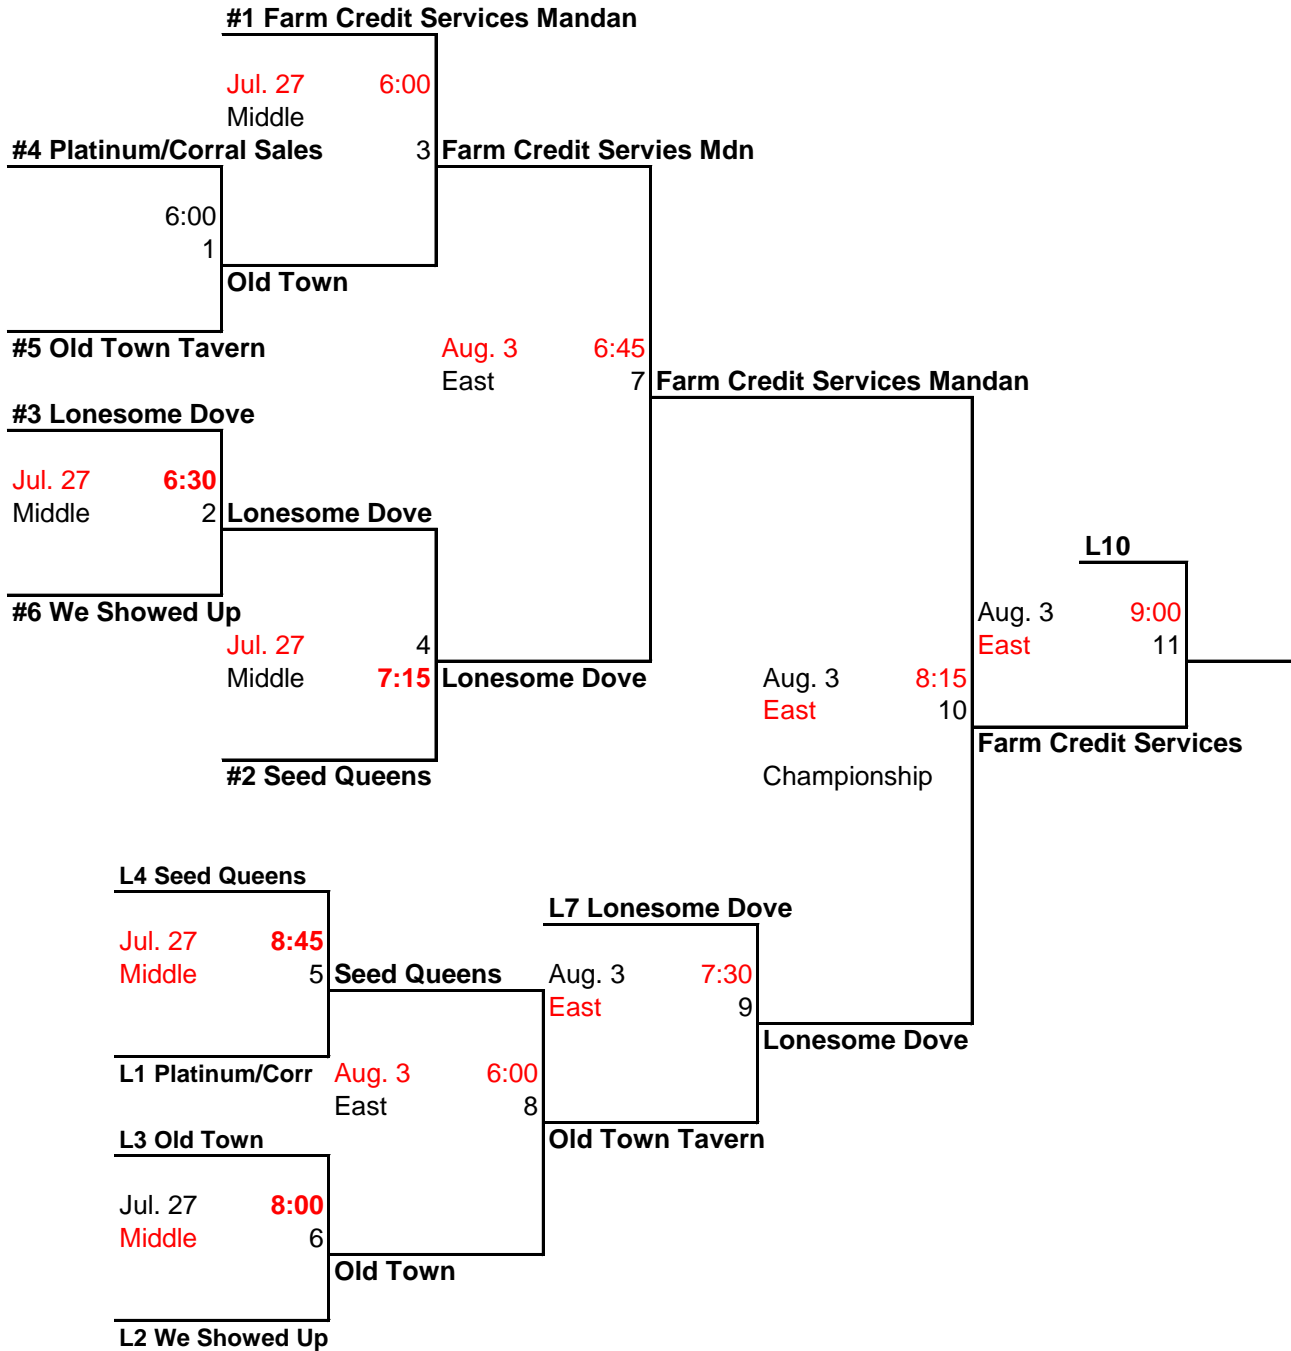 #1 Farm Credit Services Mandan
Jul. 27 6:00
Middle
#4 Platinum/Corral Sales 3 Farm Credit Servies Mdn
6:00
1
Old Town
#5 Old Town Tavern Aug. 3 6:45
East 7 Farm Credit Services Mandan
#3 Lonesome Dove
Jul. 27 6:30
Middle 2 Lonesome Dove
L10
#6 We Showed Up Aug. 3 9:00
Jul. 27 4 East 11
Middle 7:15 Lonesome Dove Aug. 3 8:15
East 10
Farm Credit Services
#2 Seed Queens Championship
L4 Seed Queens
L7 Lonesome Dove
Jul. 27 8:45
Middle 5 Seed Queens Aug. 3 7:30
East 9
Lonesome Dove
L1 Platinum/Corr Aug. 3 6:00
East 8
L3 Old Town Old Town Tavern
Jul. 27 8:00
Middle 6
Old Town
L2 We Showed Up